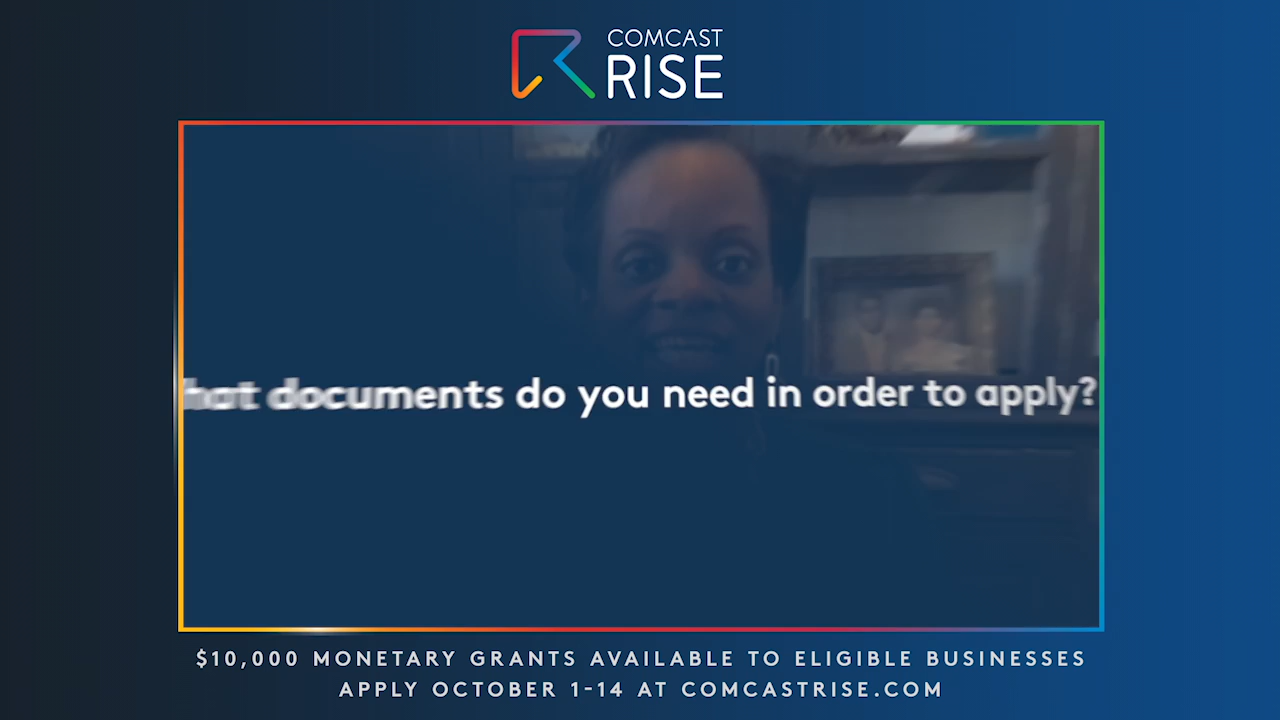 COMCAST
RISE
hat documents do you need in order to apply?
$10,000 MONETARY GRANTS AVAILABLE TO ELIGIBLE BUSINESSES
APPLY OCTOBER 1-14 AT COMCASTRISE.COM